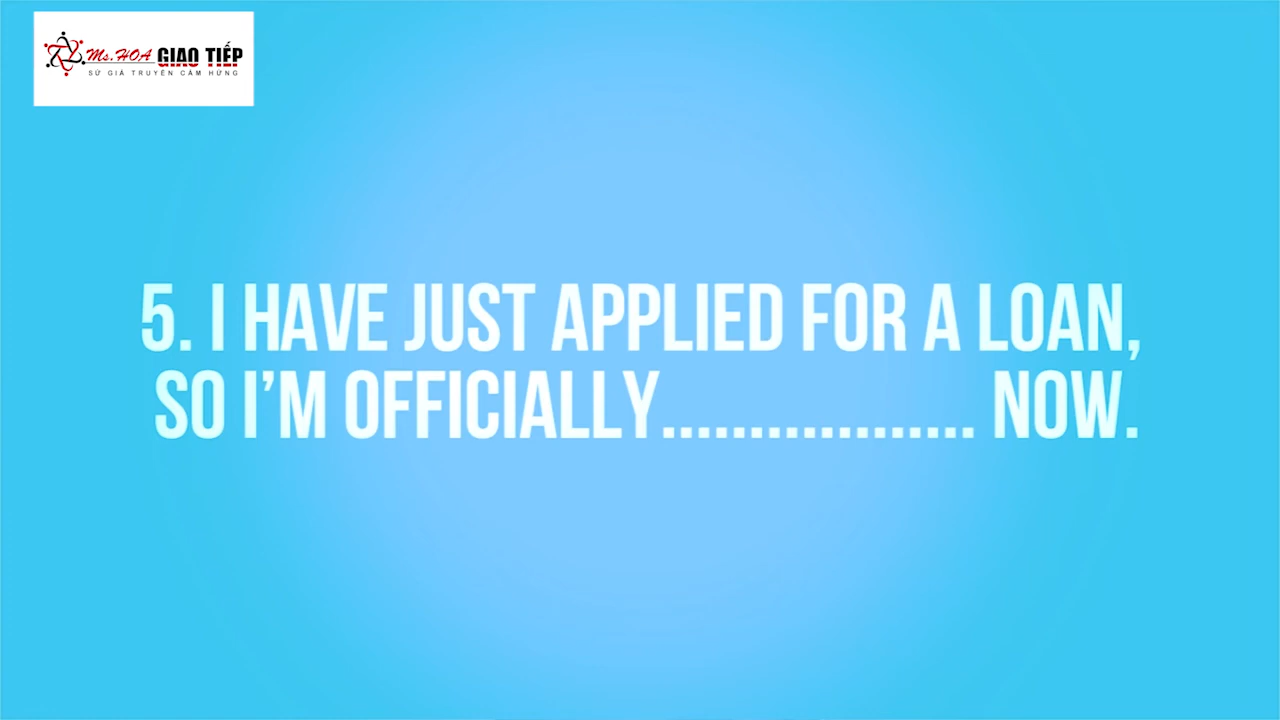 Ms. HOA GIAO TIẾP
SỨ GIẢ TRUYỀN CẢM HỨNG
5. I HAVE JUST APPLIED FOR A LOAN,
SO I'M OFFICIALLY.................. NOW.